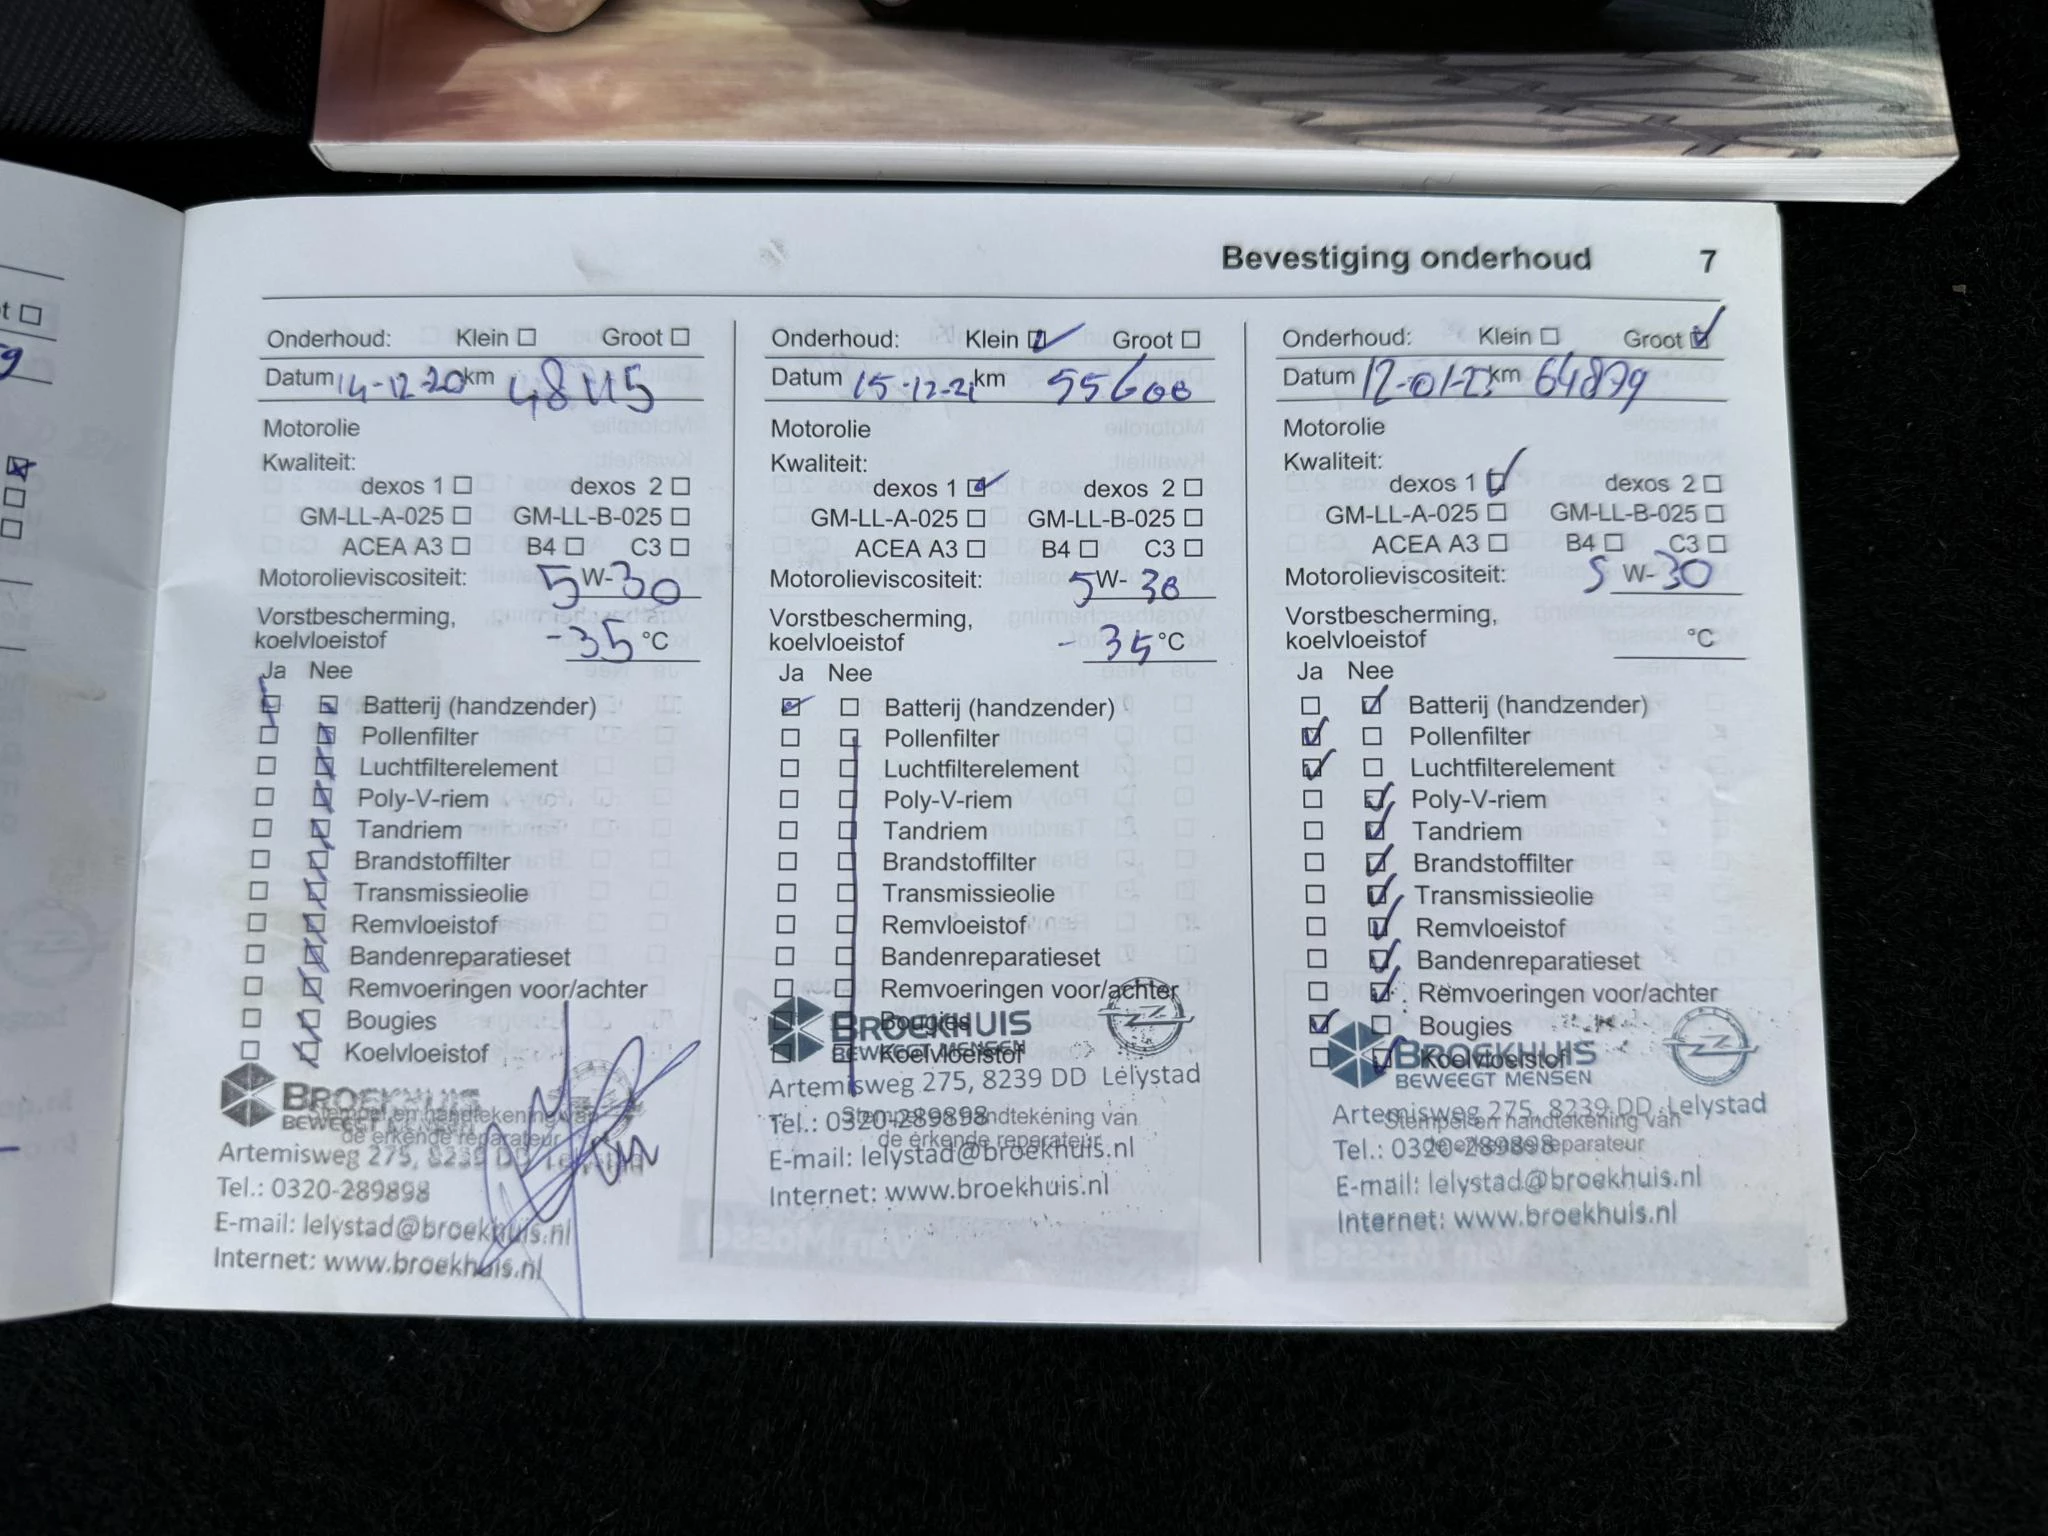 Bevestiging onderhoud 7
Onderhoud: Klein Groot
Datum 14-12-20 km
Motorolie
Kwaliteit:
dexos 1 dexos 2
GM-LL-A-025 GM-LL-B-025
ACEA A3 B4 C3
Motorolieviscositeit: 5 W- 30
Vorstbescherming,
koelvloeistof -35 °C
Ja Nee
Batterij (handzender)
Pollenfilter
Luchtfilterelement
Poly-V-riem
Tandriem
Brandstoffilter
Transmissieolie
Remvloeistof
Bandenreparatieset
Remvoeringen voor/achter
Bougies
Koelvloeistof
BROEKHUIS
BEWEEGT MENSEN
Stempel en handtekening van
de erkende reparateur
Artemisweg 275, 8239 DD Lelystad
Tel.: 0320-289898
E-mail: lelystad@broekhuis.nl
Internet: www.broekhuis.nl
Onderhoud: Klein Groot
Datum 15-12-21 km 55600
Motorolie
Kwaliteit:
dexos 1 dexos 2
GM-LL-A-025 GM-LL-B-025
ACEA A3 B4 C3
Motorolieviscositeit: 5 W- 30
Vorstbescherming,
koelvloeistof - 35 °C
Ja Nee
Batterij (handzender)
Pollenfilter
Luchtfilterelement
Poly-V-riem
Tandriem
Brandstoffilter
Transmissieolie
Remvloeistof
Bandenreparatieset
Remvoeringen voor/achter
Bougies
Koelvloeistof
BROEKHUIS
BEWEEGT MENSEN
Artemisweg 275, 8239 DD Lelystad
Stempel en handtekening van
de erkende reparateur
Tel.: 0320-289898
E-mail: lelystad@broekhuis.nl
Internet: www.broekhuis.nl
Onderhoud: Klein Groot
Datum 12-01-23 km 64879
Motorolie
Kwaliteit:
dexos 1 dexos 2
GM-LL-A-025 GM-LL-B-025
ACEA A3 B4 C3
Motorolieviscositeit: 5 W- 30
Vorstbescherming,
koelvloeistof °C
Ja Nee
Batterij (handzender)
Pollenfilter
Luchtfilterelement
Poly-V-riem
Tandriem
Brandstoffilter
Transmissieolie
Remvloeistof
Bandenreparatieset
Remvoeringen voor/achter
Bougies
Koelvloeistof
BROEKHUIS
BEWEEGT MENSEN
Artemisweg 275, 8239 DD Lelystad
Stempel en handtekening van
de erkende reparateur
Tel.: 0320-289898
E-mail: lelystad@broekhuis.nl
Internet: www.broekhuis.nl